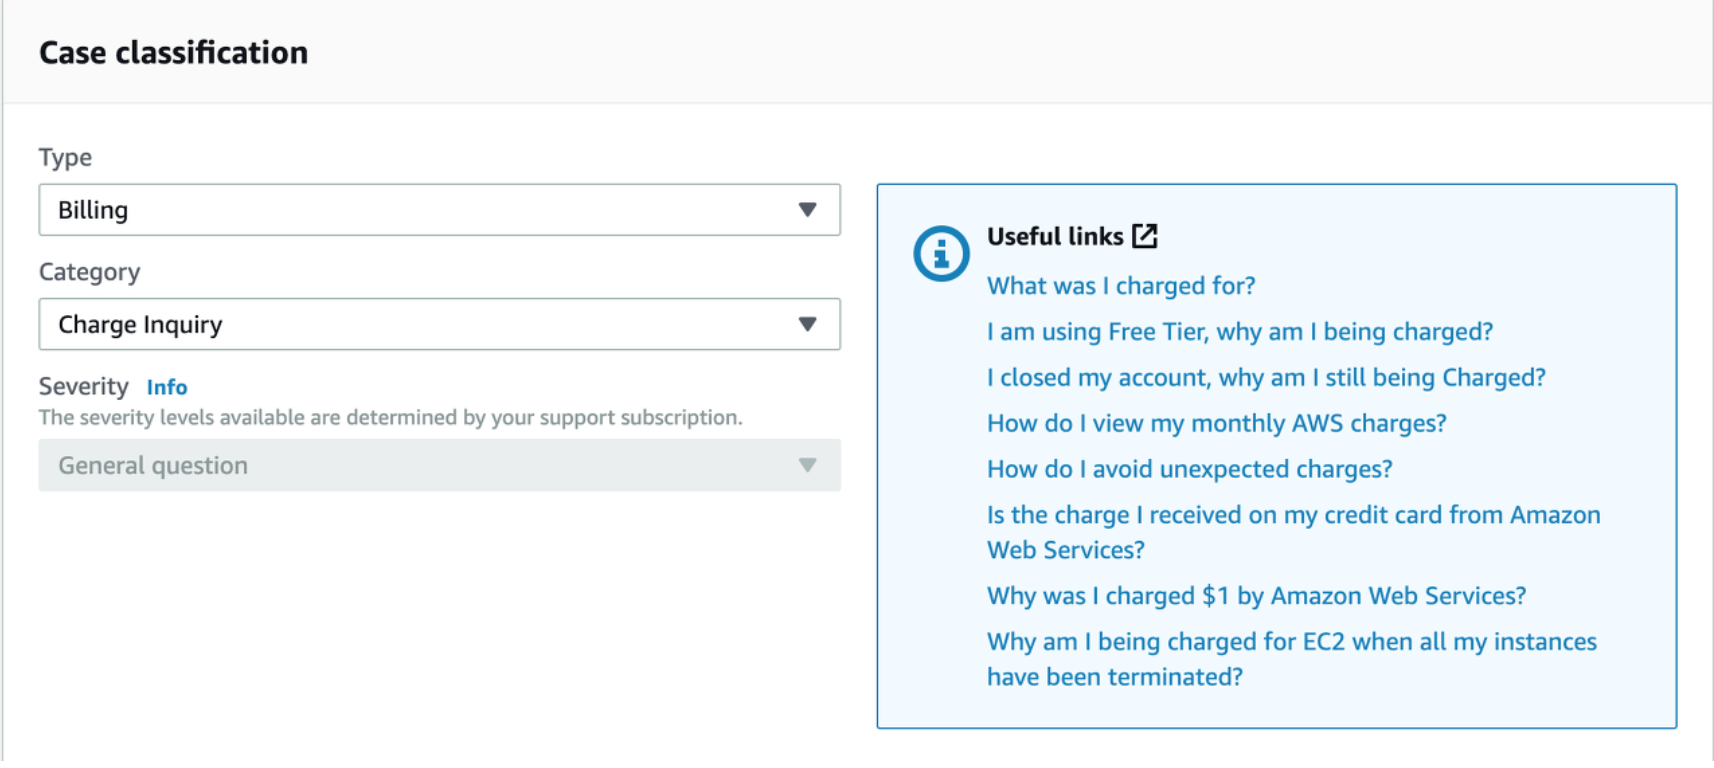 Case classification
Type
Billing
Category
Charge Inquiry
Severity Info
The severity levels available are determined by your support subscription.
General question
Useful links
What was I charged for?
I am using Free Tier, why am I being charged?
I closed my account, why am I still being Charged?
How do I view my monthly AWS charges?
How do I avoid unexpected charges?
Is the charge I received on my credit card from Amazon
Web Services?
Why was I charged $1 by Amazon Web Services?
Why am I being charged for EC2 when all my instances
have been terminated?